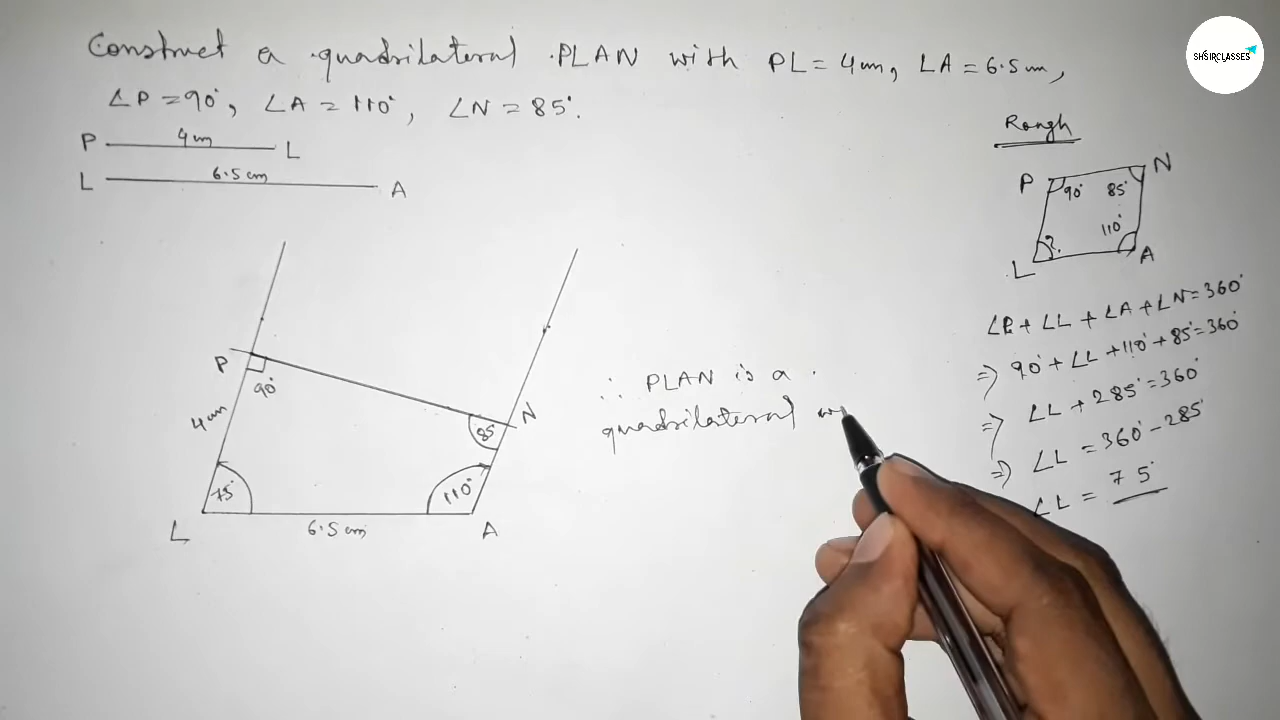 Construct a quadrilateral PLAN with PL = 4cm, LA = 6.5cm,
∠P = 90°, ∠A = 110°, ∠N = 85°.
P 4cm L
L 6.5cm A
SHSIRCLASSES
Rough
P N
90° 85°
110°
?
L A
∠P + ∠L + ∠A + ∠N = 360°
⇒ 90° + ∠L + 110° + 85° = 360°
⇒ ∠L + 285° = 360°
⇒ ∠L = 360° - 285°
∠L = 75°
P
90°
4cm
N
85°
75°
110°
L 6.5cm A
∴ PLAN is a
quadrilateral